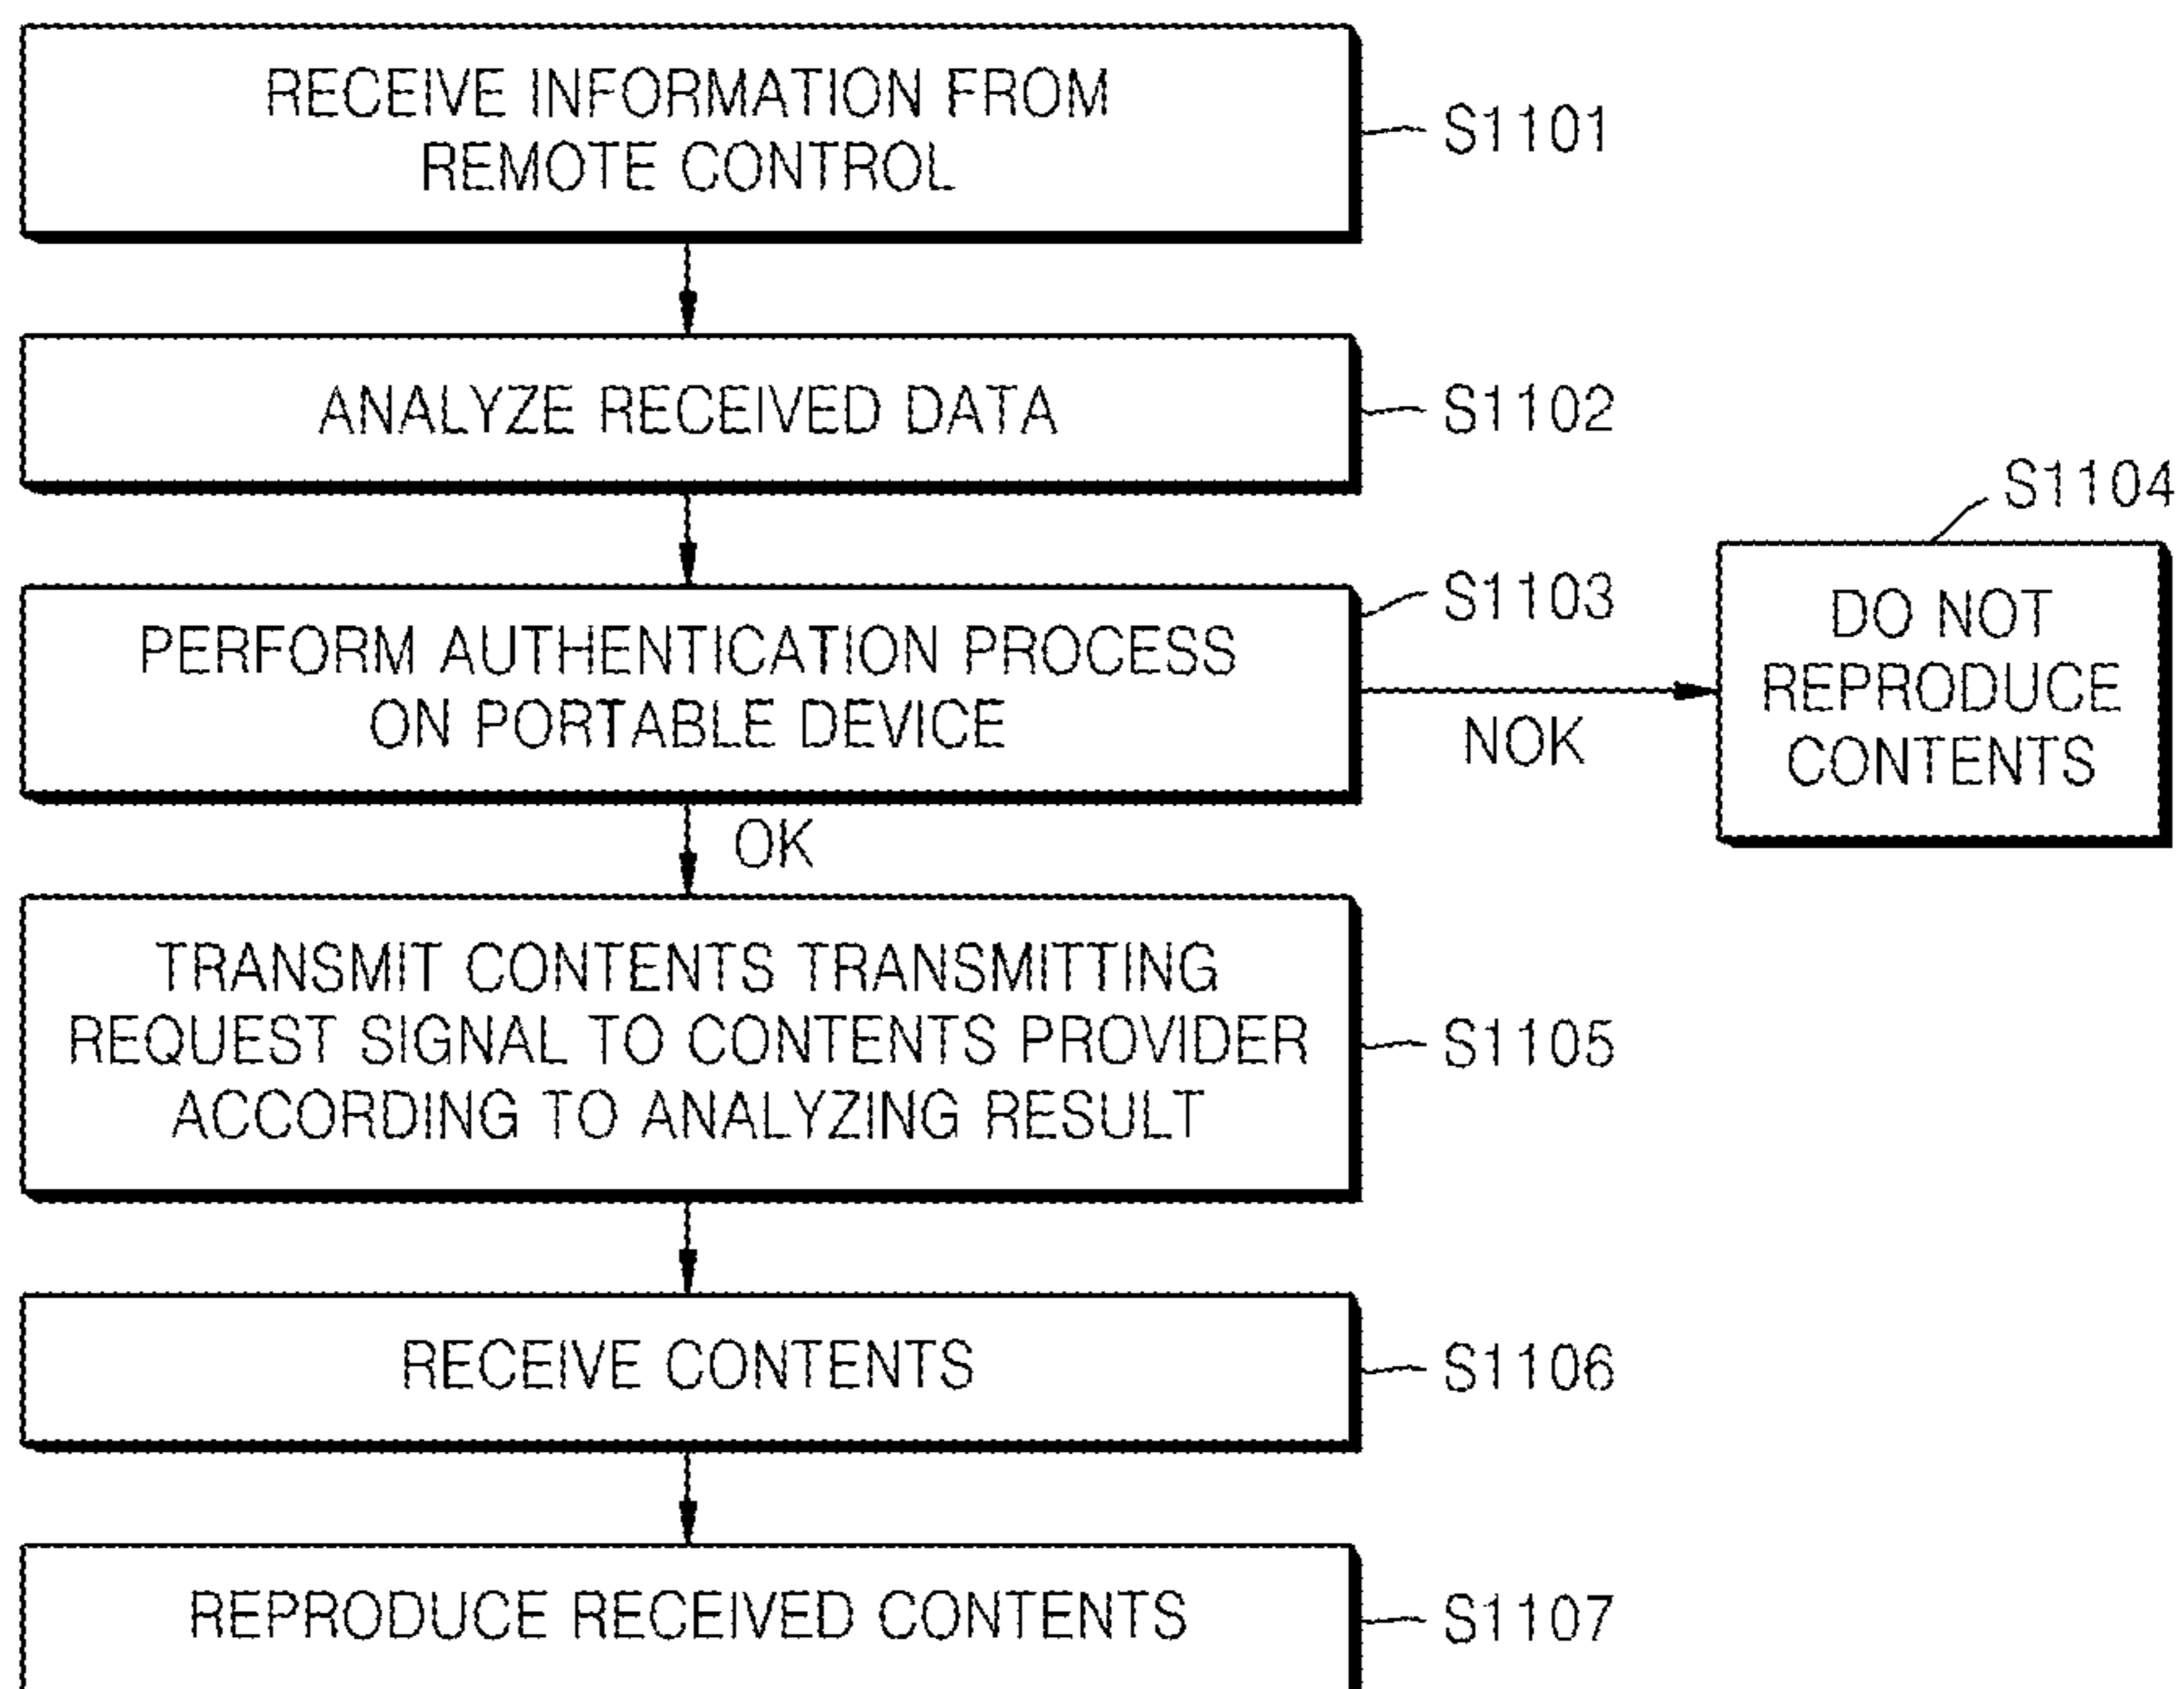 RECEIVE INFORMATION FROM
REMOTE CONTROL
S1101
ANALYZE RECEIVED DATA
S1102
S1104
PERFORM AUTHENTICATION PROCESS
ON PORTABLE DEVICE
S1103
NOK
DO NOT
REPRODUCE
CONTENTS
OK
TRANSMIT CONTENTS TRANSMITTING
REQUEST SIGNAL TO CONTENTS PROVIDER
ACCORDING TO ANALYZING RESULT
S1105
RECEIVE CONTENTS
S1106
REPRODUCE RECEIVED CONTENTS
S1107